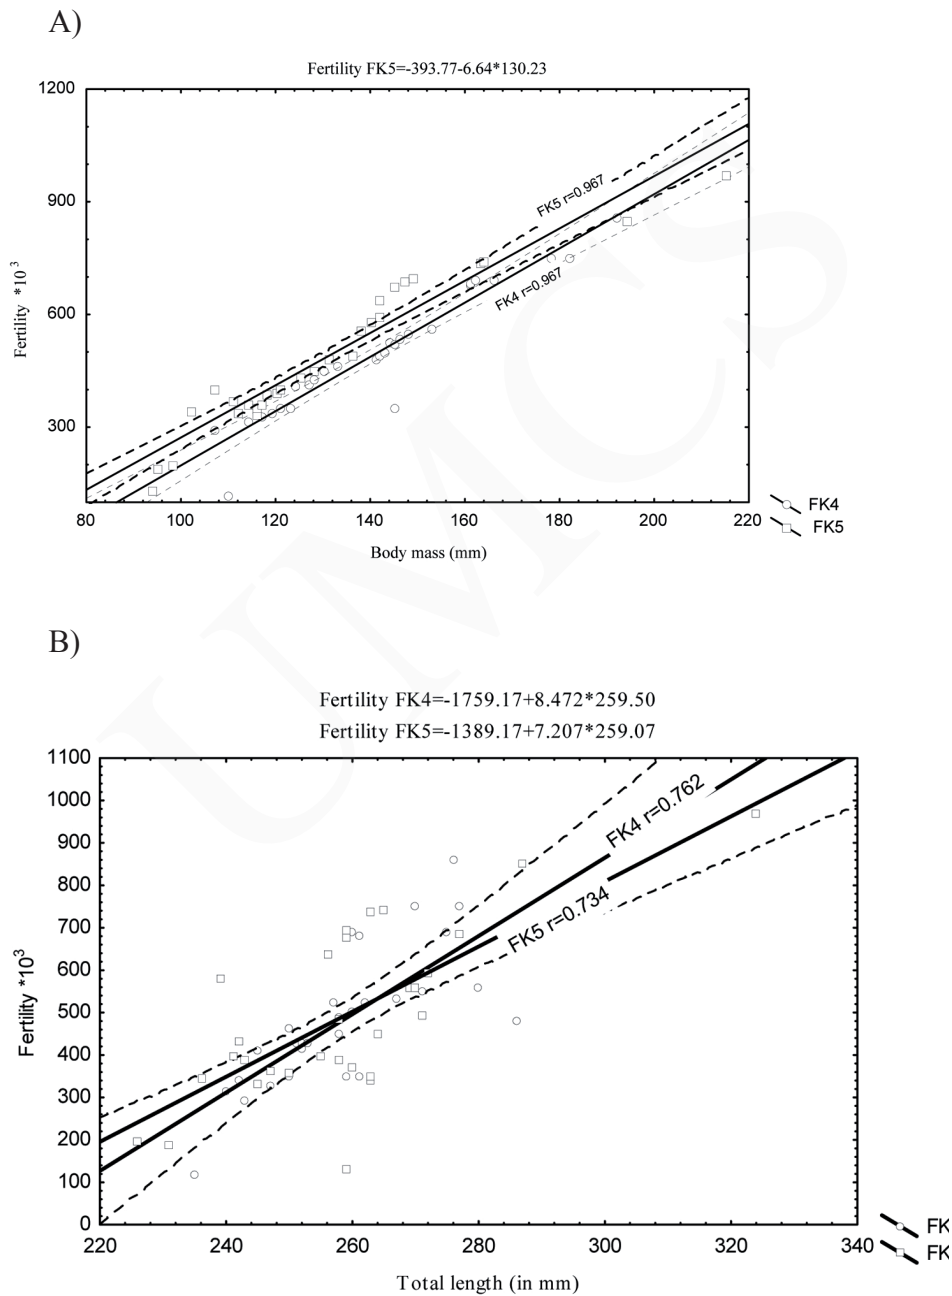 A)
Fertility FK5=-393.77-6.64*130.23
1200
900
600
300
Fertility *10³
FK5 r=0.967
FK4 r=0.967
80 100 120 140 160 180 200 220
Body mass (mm)
FK4
FK5
UMCS
B)
Fertility FK4=-1759.17+8.472*259.50
Fertility FK5=-1389.17+7.207*259.07
1100
1000
900
800
700
600
500
400
300
200
100
0
Fertility *10³
FK4 r=0.762
FK5 r=0.734
220 240 260 280 300 320 340
Total length (in mm)
FK
FK